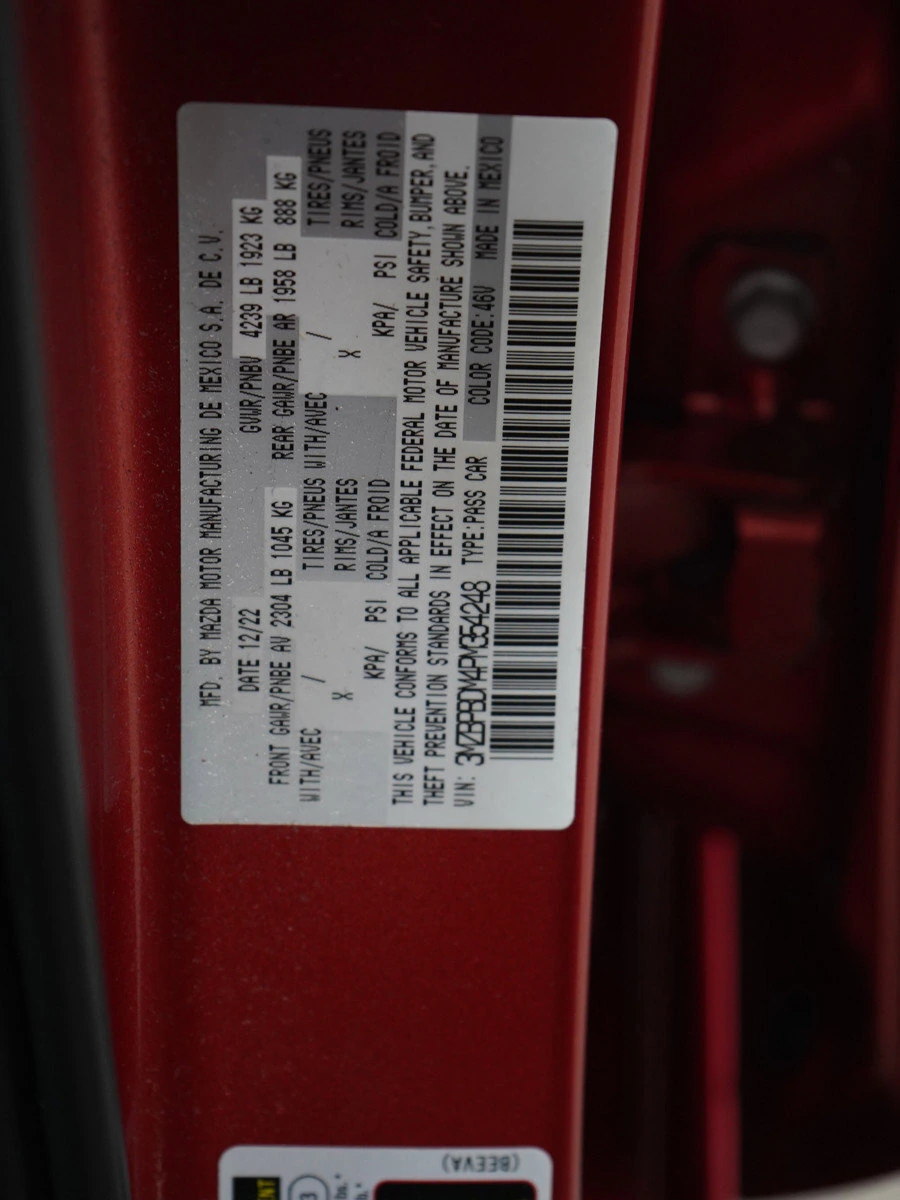 MFD. BY MAZDA MOTOR MANUFACTURING DE MEXICO S.A. DE C.V.
DATE 12/22 GVWR/PNBV 4239 LB 1923 KG
FRONT GAWR/PNBE AV 2304 LB 1045 KG REAR GAWR/PNBE AR 1958 LB 888 KG
WITH/AVEC / TIRES/PNEUS WITH/AVEC / TIRES/PNEUS
X RIMS/JANTES X RIMS/JANTES
KPA/ PSI COLD/A FROID KPA/ PSI COLD/A FROID
THIS VEHICLE CONFORMS TO ALL APPLICABLE FEDERAL MOTOR VEHICLE SAFETY, BUMPER, AND
THEFT PREVENTION STANDARDS IN EFFECT ON THE DATE OF MANUFACTURE SHOWN ABOVE.
VIN: 3MZBPBDM4PM354248 TYPE:PASS CAR COLOR CODE:46V MADE IN MEXICO
(BEEVA)